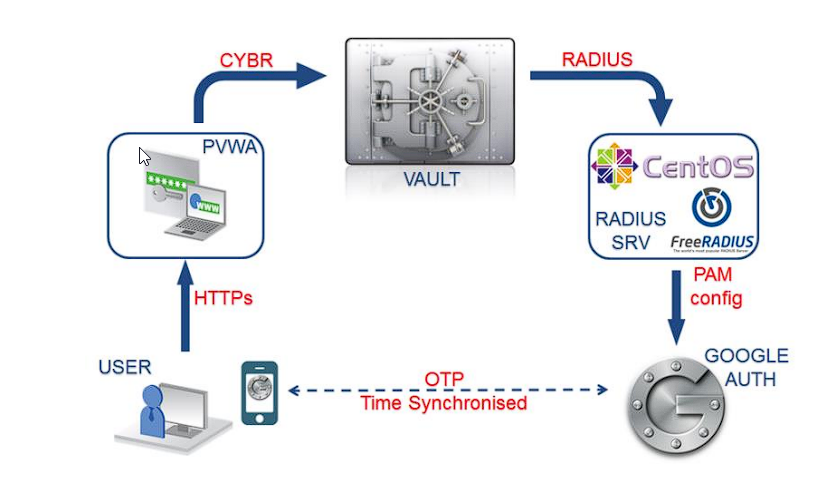 CYBR
RADIUS
PVWA
******
WWW
VAULT
CentOS
RADIUS
SRV
FreeRADIUS
The world's most popular RADIUS Server.
HTTPs
PAM
config
USER
GOOGLE
AUTH
OTP
Time Synchronised